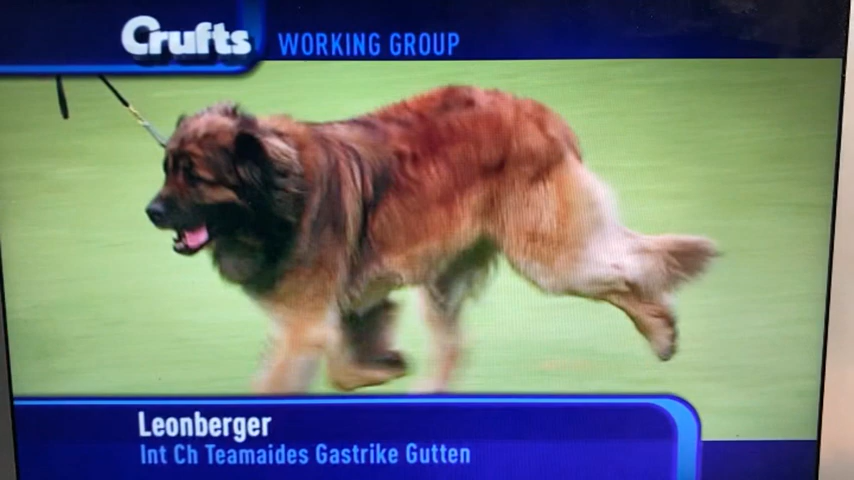 Crufts WORKING GROUP
Leonberger
Int Ch Teamaides Gastrike Gutten